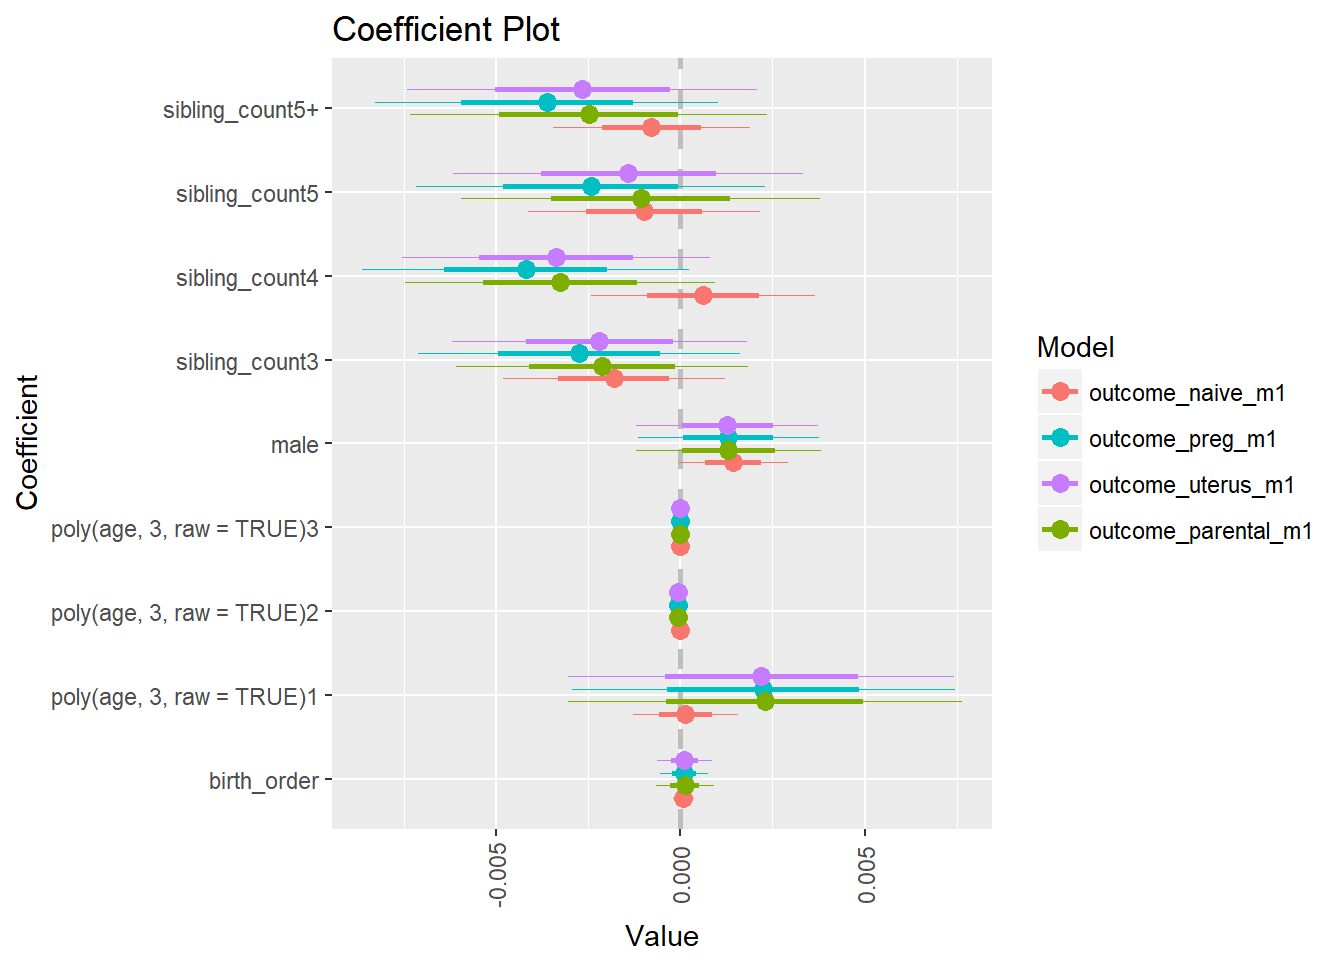 Coefficient Plot
sibling_count5+
sibling_count5
sibling_count4
sibling_count3
male
poly(age, 3, raw = TRUE)3
poly(age, 3, raw = TRUE)2
poly(age, 3, raw = TRUE)1
birth_order
Coefficient
-0.005
0.000
0.005
Value
Model
outcome_naive_m1
outcome_preg_m1
outcome_uterus_m1
outcome_parental_m1